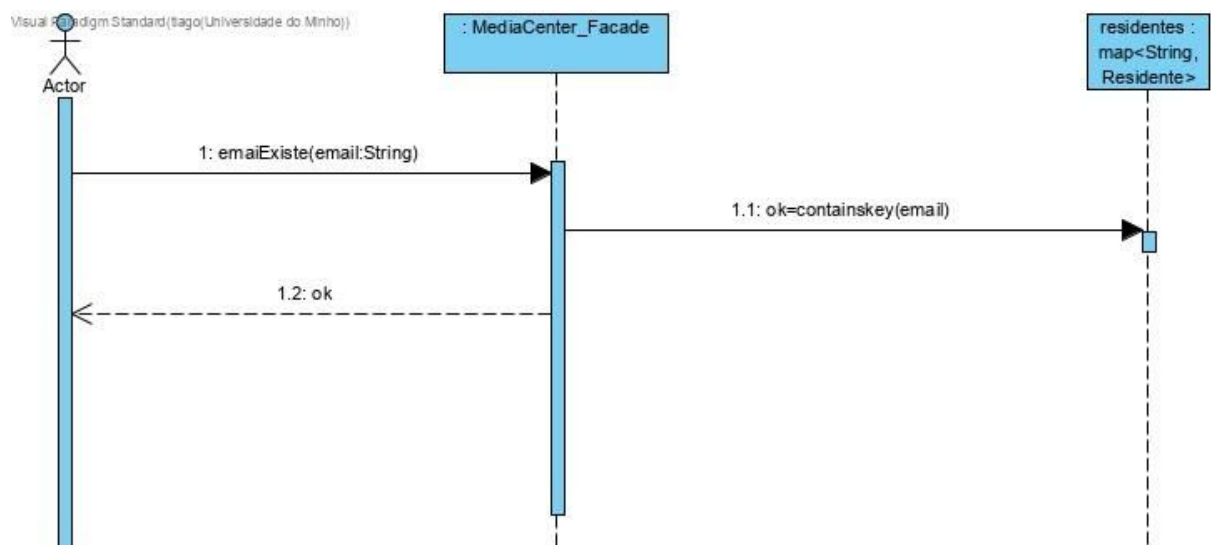 Visual Paradigm Standard(tiago(Universidade do Minho))
: MediaCenter_Facade
residentes :
map<String,
Residente>
Actor
1: emaiExiste(email:String)
1.1: ok=containskey(email)
1.2: ok